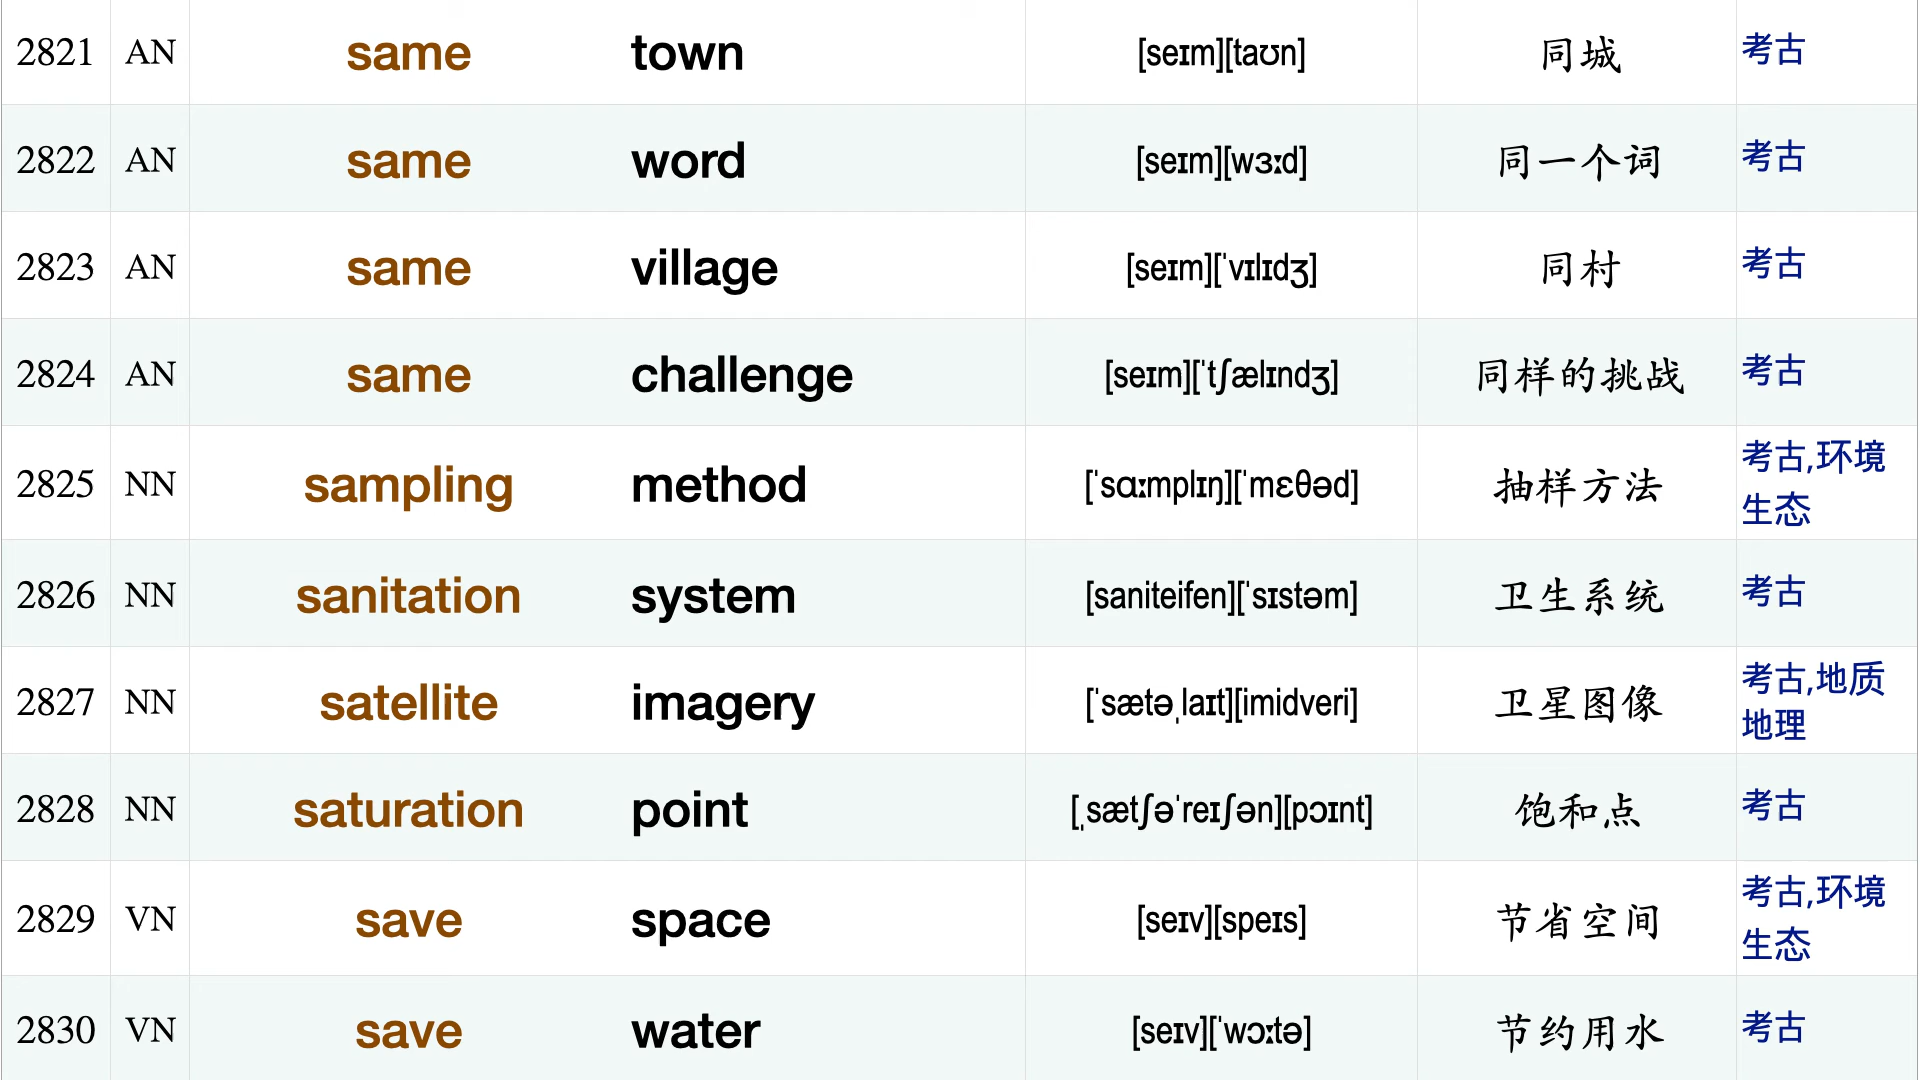 2821 AN same town [seɪm][taʊn] 同城 考古
2822 AN same word [seɪm][wɜːd] 同一个词 考古
2823 AN same village [seɪm][ˈvɪlɪdʒ] 同村 考古
2824 AN same challenge [seɪm][ˈtʃælɪndʒ] 同样的挑战 考古
2825 NN sampling method [ˈsɑːmplɪŋ][ˈmɛθəd] 抽样方法 考古,环境
生态
2826 NN sanitation system [saniteifen][ˈsɪstəm] 卫生系统 考古
2827 NN satellite imagery [ˈsætəˌlaɪt][imidveri] 卫星图像 考古,地质
地理
2828 NN saturation point [ˌsætʃəˈreɪʃən][pɔɪnt] 饱和点 考古
2829 VN save space [seɪv][speɪs] 节省空间 考古,环境
生态
2830 VN save water [seɪv][ˈwɔːtə] 节约用水 考古